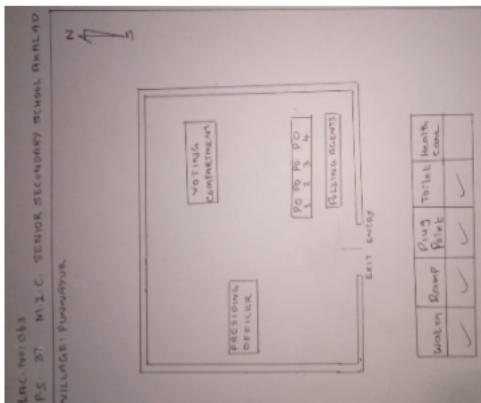 LAC. NO: 063
P.S: 37 M.I.C. SENIOR SECONDARY SCHOOL AKALAD
VILLAGE: PUNNAYUR
N
S
VOTING
COMPARTMENT
PO PO PO PO
1 2 3 4
POLLING AGENTS
PRESIDING
OFFICER
EXIT ENTRY
Water Ramp Plug Point Toilet Health care
✓ ✓ ✓ ✓